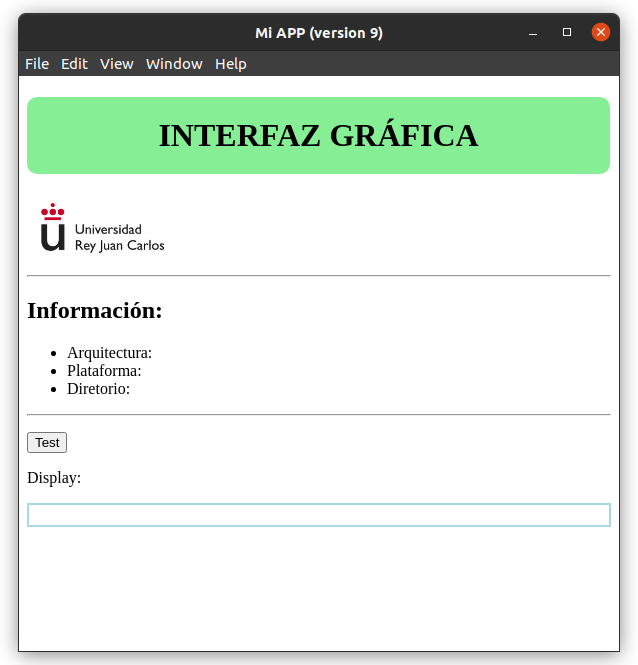 Mi APP (version 9)
File Edit View Window Help
INTERFAZ GRÁFICA
u Universidad
Rey Juan Carlos
Información:
Arquitectura:
Plataforma:
Diretorio:
Test
Display: